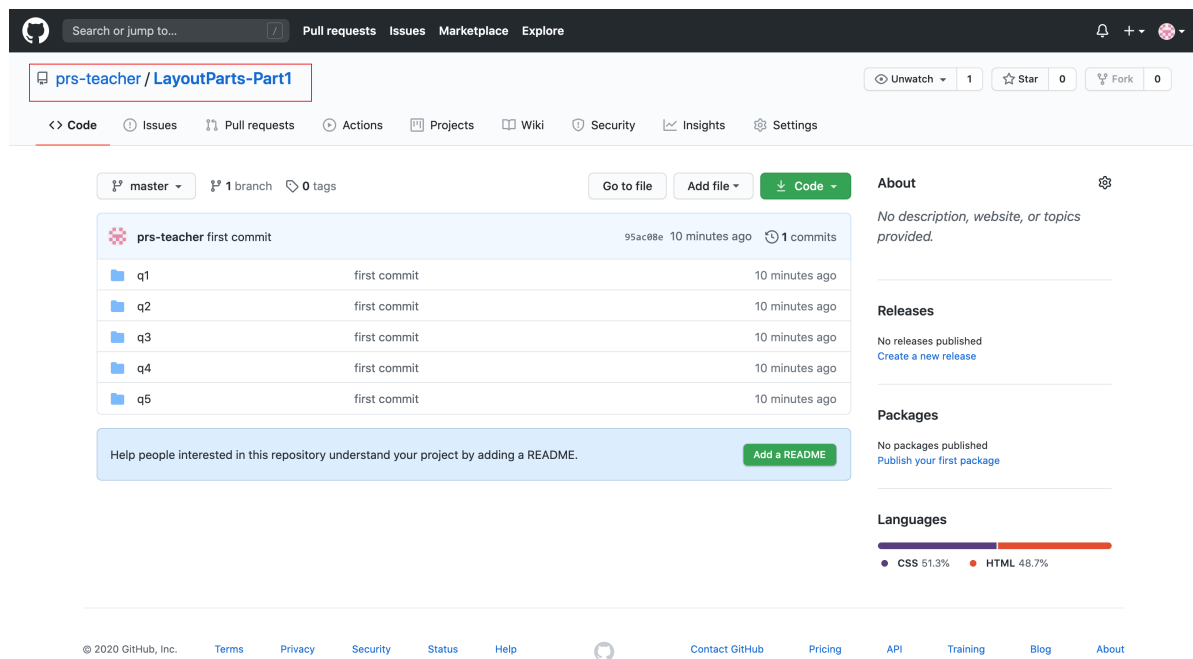 Search or jump to... / Pull requests Issues Marketplace Explore
prs-teacher / LayoutParts-Part1
Unwatch 1 Star 0 Fork 0
<> Code Issues Pull requests Actions Projects Wiki Security Insights Settings
master 1 branch 0 tags Go to file Add file Code
prs-teacher first commit 95ac08e 10 minutes ago 1 commits
q1 first commit 10 minutes ago
q2 first commit 10 minutes ago
q3 first commit 10 minutes ago
q4 first commit 10 minutes ago
q5 first commit 10 minutes ago
Help people interested in this repository understand your project by adding a README. Add a README
About
No description, website, or topics
provided.
Releases
No releases published
Create a new release
Packages
No packages published
Publish your first package
Languages
CSS 51.3% HTML 48.7%
© 2020 GitHub, Inc. Terms Privacy Security Status Help Contact GitHub Pricing API Training Blog About